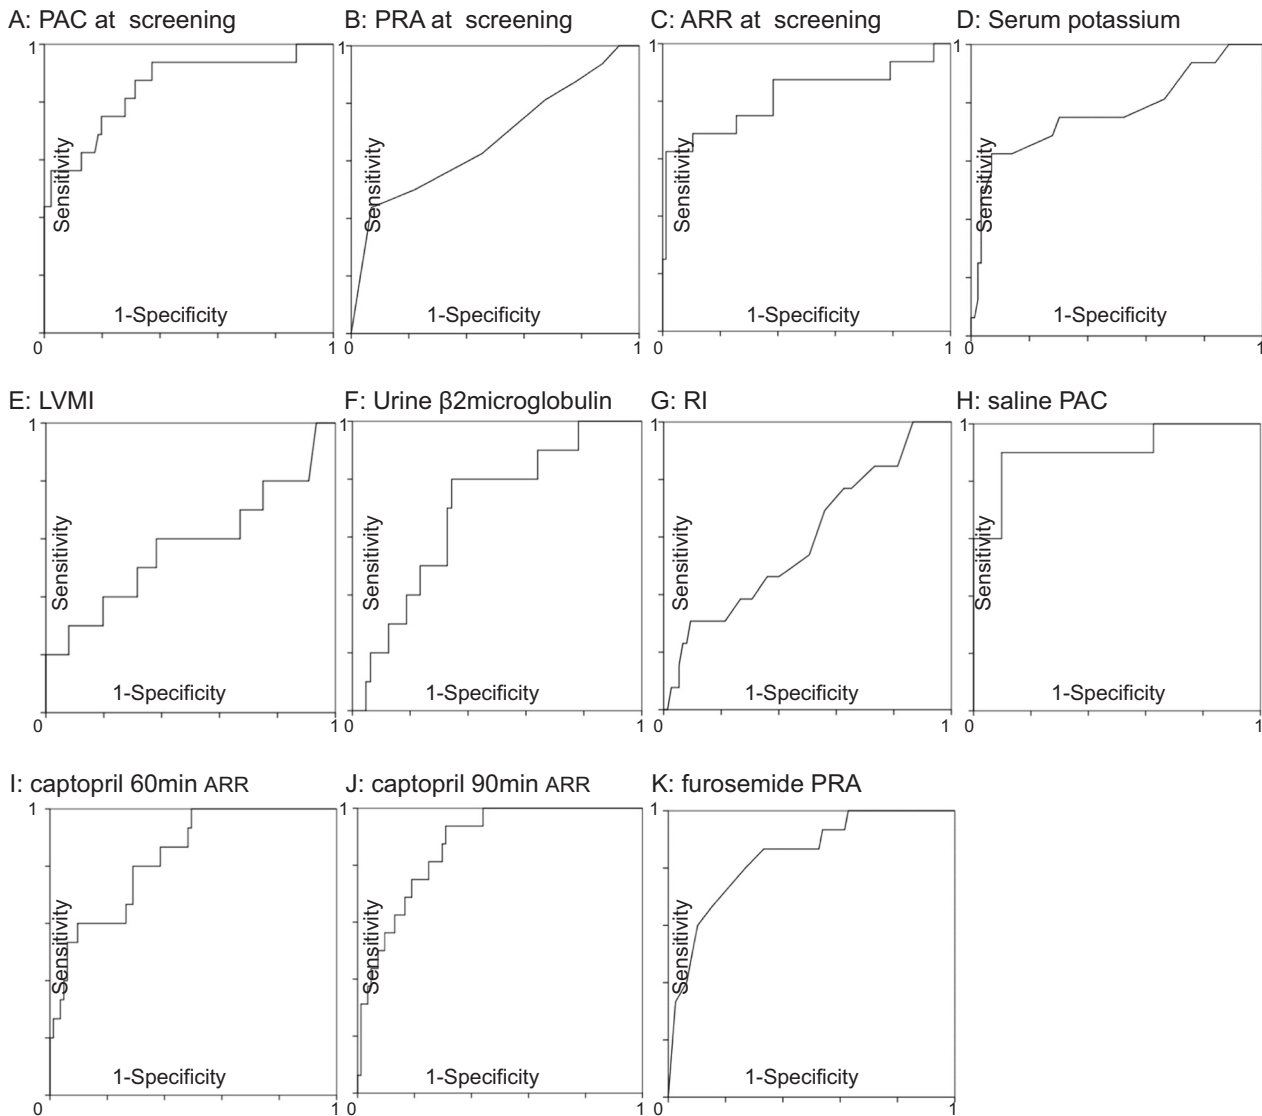 A: PAC at screening
1
Sensitivity
1-Specificity
0
1
B: PRA at screening
1
Sensitivity
1-Specificity
0
1
C: ARR at screening
1
Sensitivity
1-Specificity
0
1
D: Serum potassium
1
Sensitivity
1-Specificity
0
1
E: LVMI
1
Sensitivity
1-Specificity
0
1
F: Urine β2microglobulin
1
Sensitivity
1-Specificity
0
1
G: RI
1
Sensitivity
1-Specificity
0
1
H: saline PAC
1
Sensitivity
1-Specificity
0
1
I: captopril 60min ARR
1
Sensitivity
1-Specificity
0
1
J: captopril 90min ARR
1
Sensitivity
1-Specificity
0
1
K: furosemide PRA
1
Sensitivity
1-Specificity
0
1